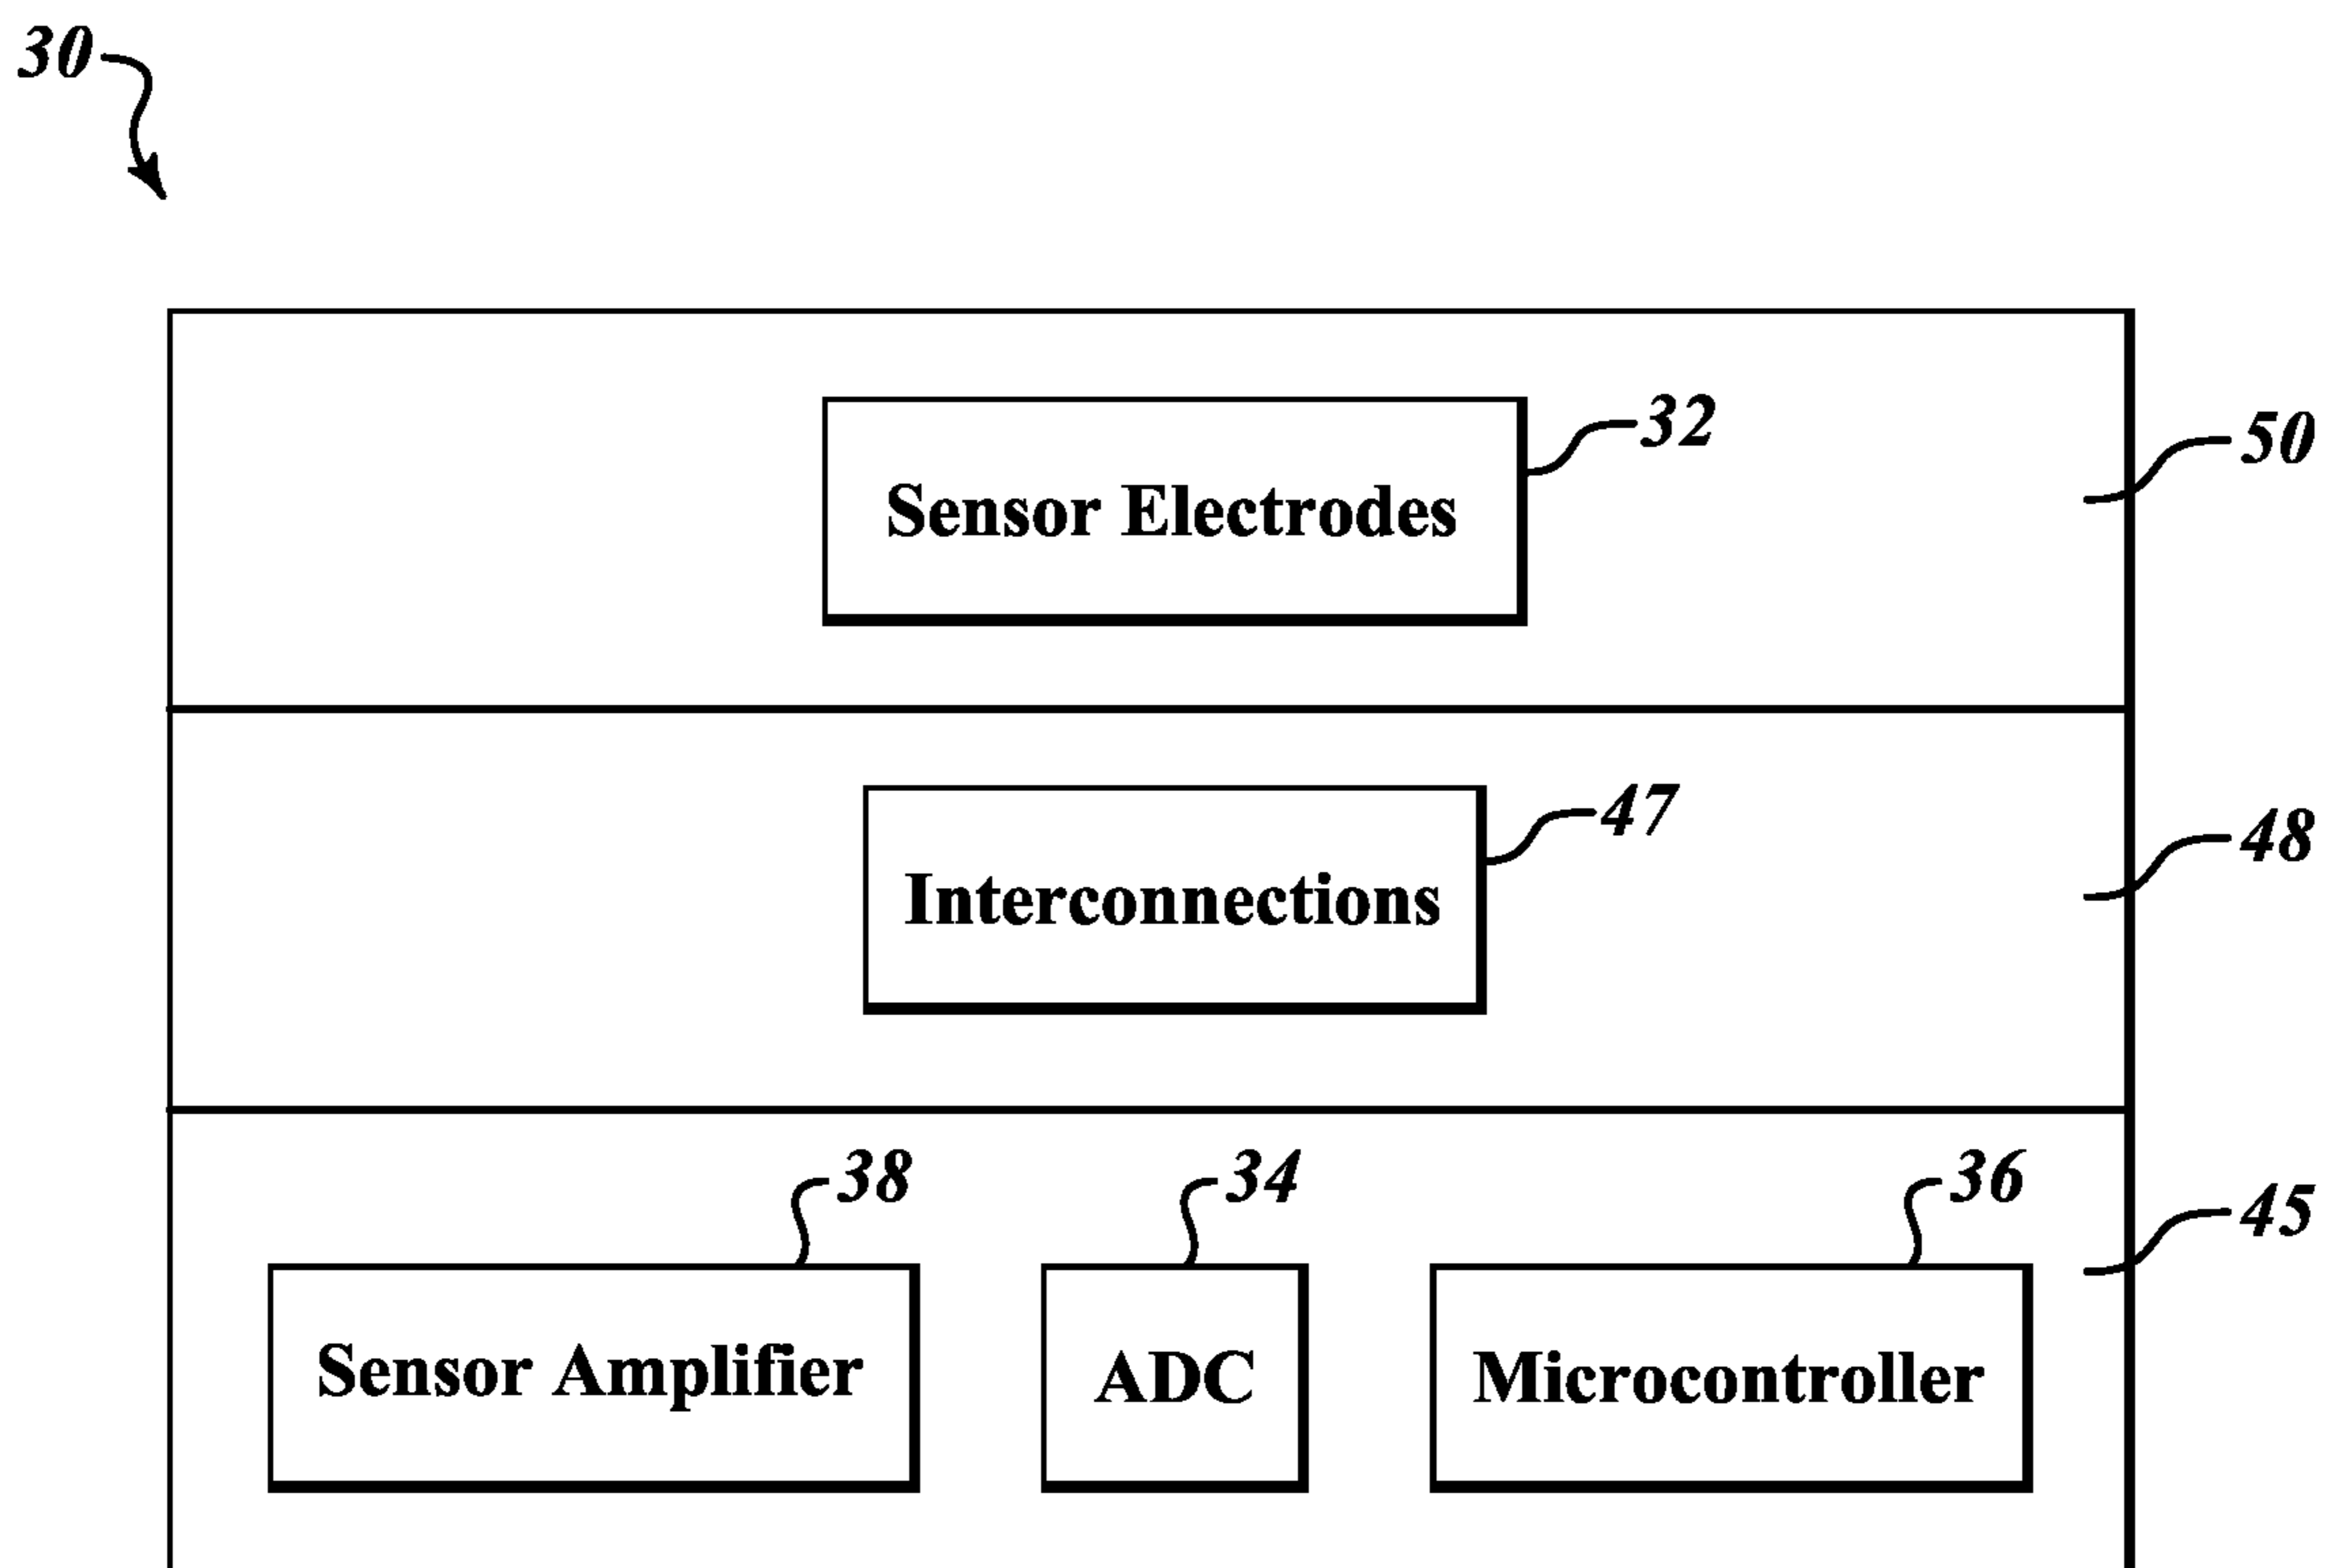 30
32
Sensor Electrodes
50
47
Interconnections
48
38
34
36
45
Sensor Amplifier
ADC
Microcontroller